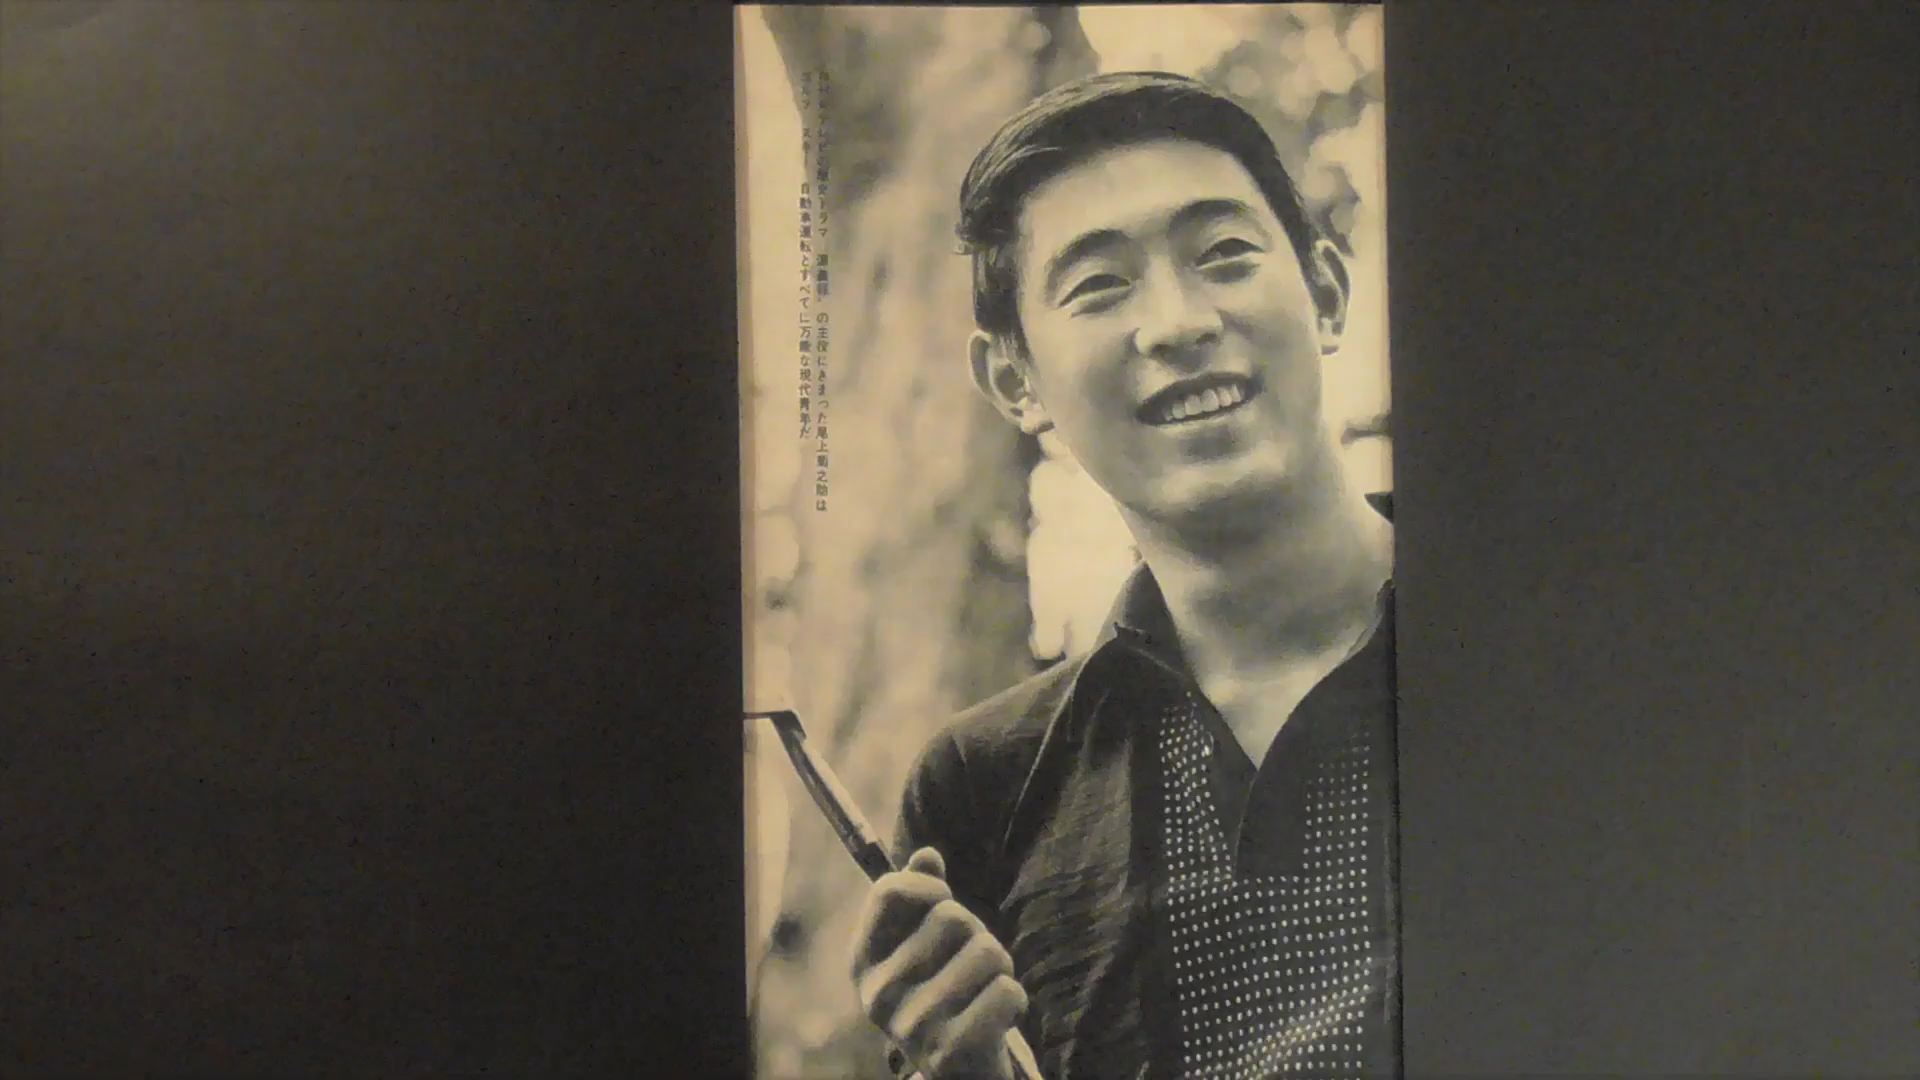 テレビの歴史ドラマ〝源義経〟の主役にきまった尾上菊之助は
ゴルフ スキー 自動車運転とすべてに万能な現代青年だ